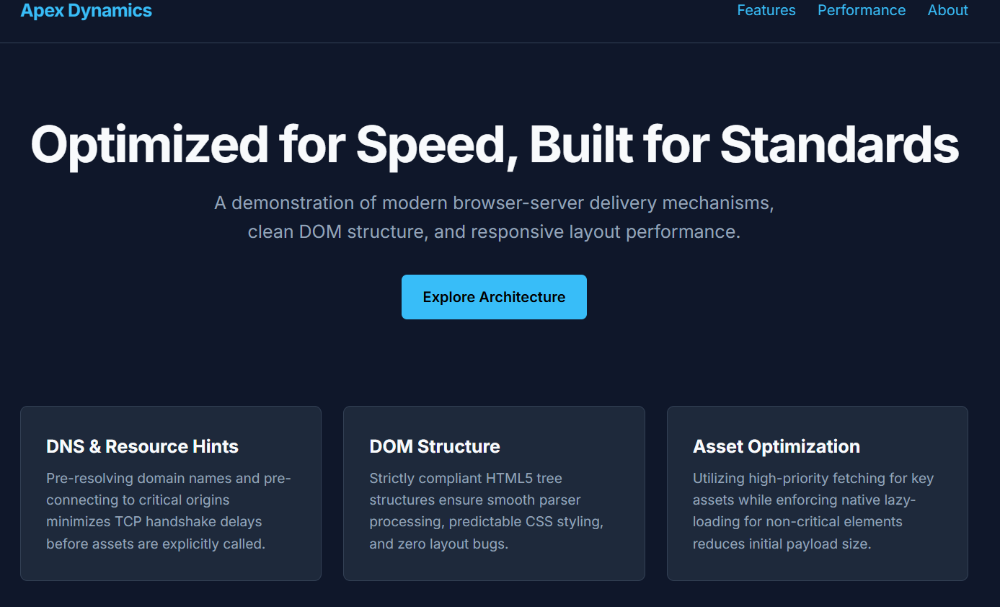 Apex Dynamics
Features Performance About
Optimized for Speed, Built for Standards
A demonstration of modern browser-server delivery mechanisms,
clean DOM structure, and responsive layout performance.
Explore Architecture
DNS & Resource Hints
Pre-resolving domain names and pre-
connecting to critical origins
minimizes TCP handshake delays
before assets are explicitly called.
DOM Structure
Strictly compliant HTML5 tree
structures ensure smooth parser
processing, predictable CSS styling,
and zero layout bugs.
Asset Optimization
Utilizing high-priority fetching for key
assets while enforcing native lazy-
loading for non-critical elements
reduces initial payload size.